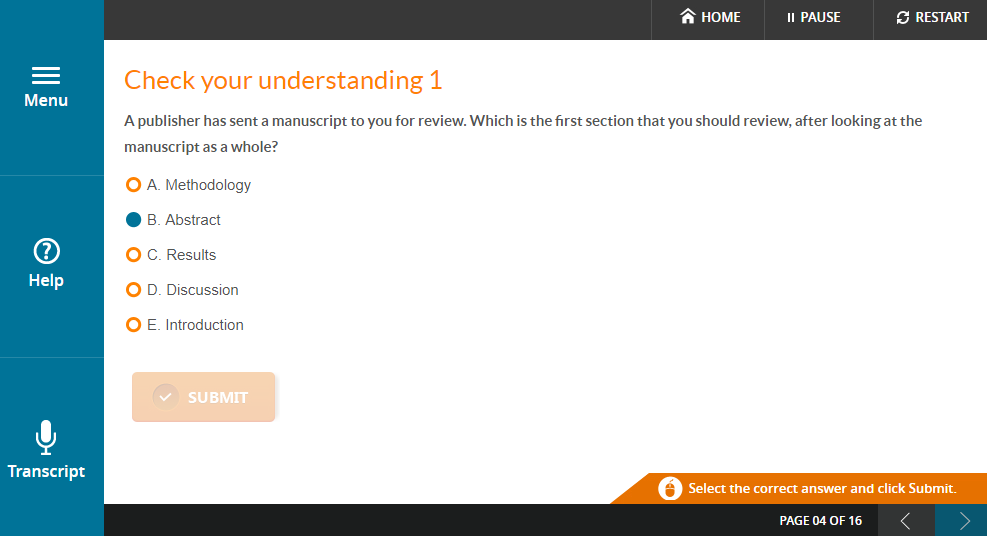 HOME
PAUSE
RESTART
Menu
Help
Transcript
Check your understanding 1
A publisher has sent a manuscript to you for review. Which is the first section that you should review, after looking at the
manuscript as a whole?
A. Methodology
B. Abstract
C. Results
D. Discussion
E. Introduction
SUBMIT
Select the correct answer and click Submit.
PAGE 04 OF 16